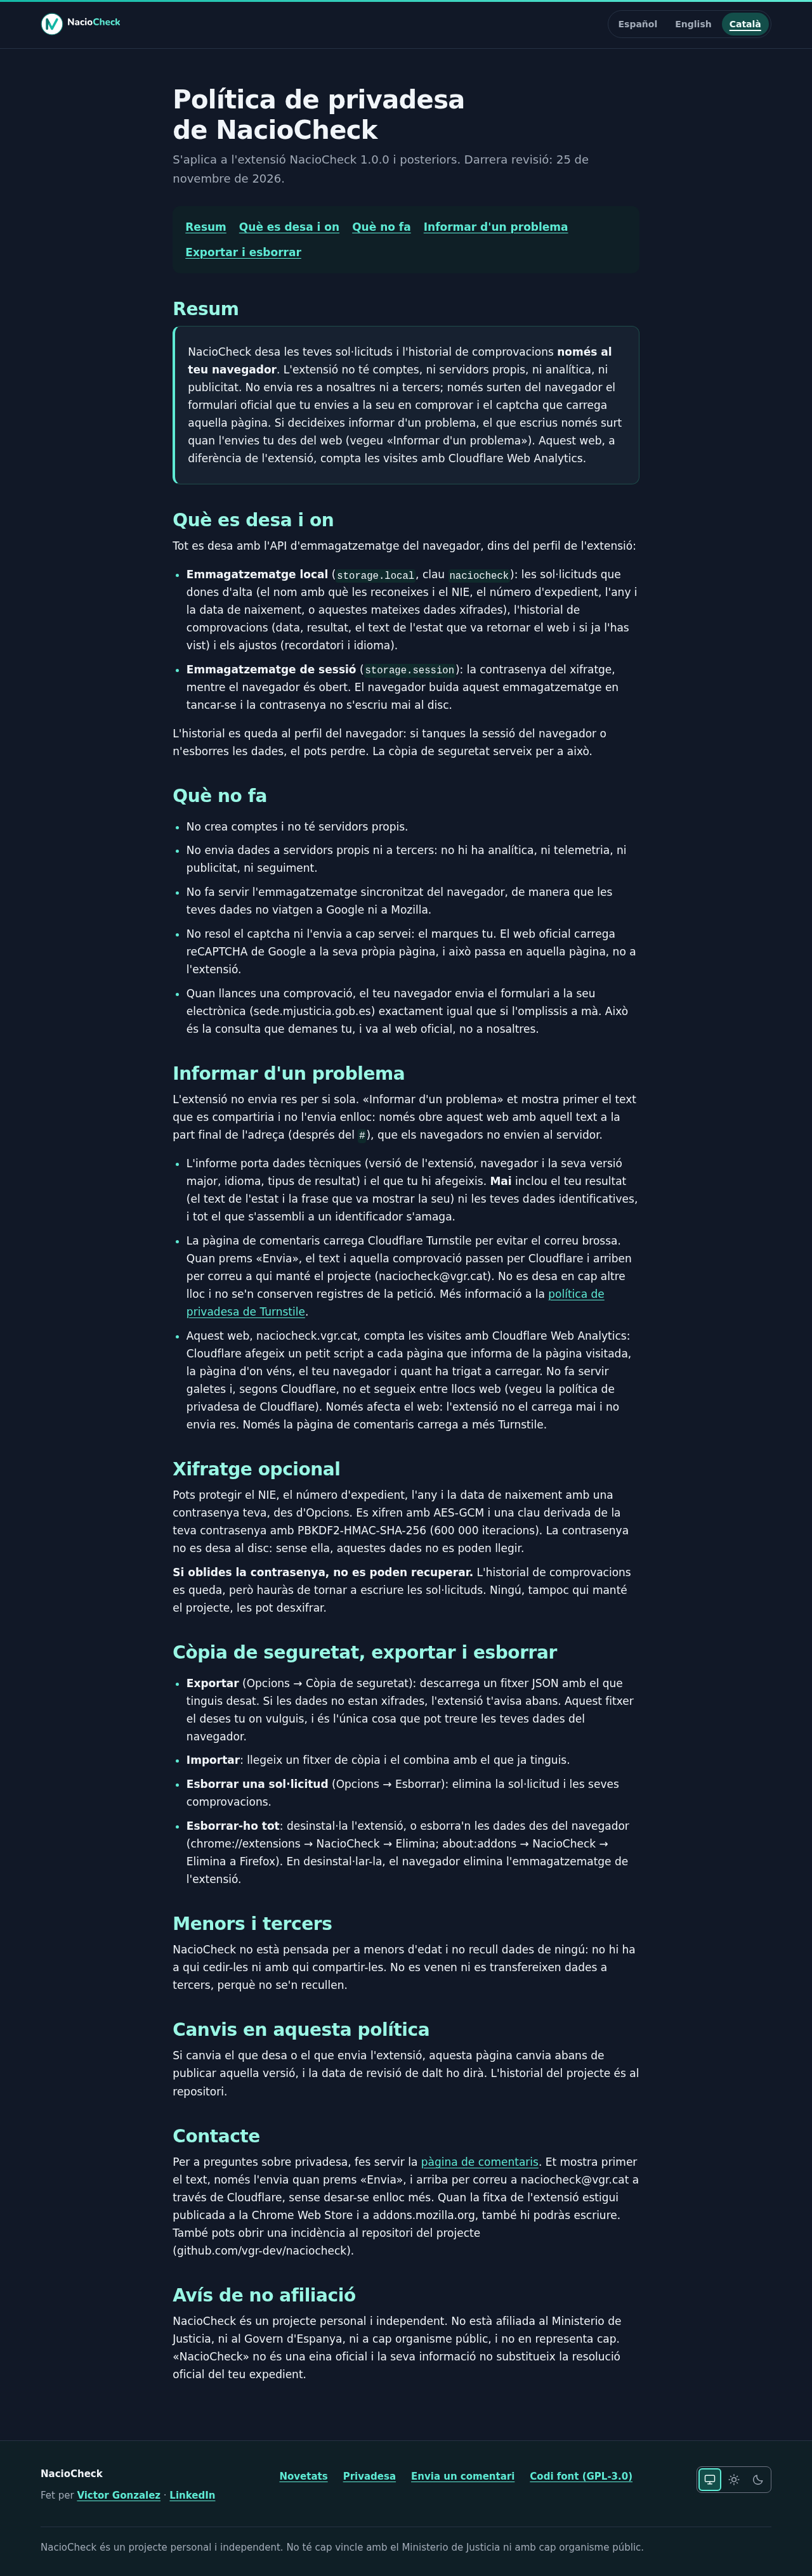 NacioCheck
Español English Català
Política de privadesa
de NacioCheck
S'aplica a l'extensió NacioCheck 1.0.0 i posteriors. Darrera revisió: 25 de
novembre de 2026.
Resum Què es desa i on Què no fa Informar d'un problema
Exportar i esborrar
Resum
NacioCheck desa les teves sol·licituds i l'historial de comprovacions només al
teu navegador. L'extensió no té comptes, ni servidors propis, ni analítica, ni
publicitat. No envia res a nosaltres ni a tercers; només surten del navegador el
formulari oficial que tu envies a la seu en comprovar i el captcha que carrega
aquella pàgina. Si decideixes informar d'un problema, el que escrius només surt
quan l'envies tu des del web (vegeu «Informar d'un problema»). Aquest web, a
diferència de l'extensió, compta les visites amb Cloudflare Web Analytics.
Què es desa i on
Tot es desa amb l'API d'emmagatzematge del navegador, dins del perfil de l'extensió:
• Emmagatzematge local (storage.local, clau naciocheck): les sol·licituds que
dones d'alta (el nom amb què les reconeixes i el NIE, el número d'expedient, l'any i
la data de naixement, o aquestes mateixes dades xifrades), l'historial de
comprovacions (data, resultat, el text de l'estat que va retornar el web i si ja l'has
vist) i els ajustos (recordatori i idioma).
• Emmagatzematge de sessió (storage.session): la contrasenya del xifratge,
mentre el navegador és obert. El navegador buida aquest emmagatzematge en
tancar-se i la contrasenya no s'escriu mai al disc.
L'historial es queda al perfil del navegador: si tanques la sessió del navegador o
n'esborres les dades, el pots perdre. La còpia de seguretat serveix per a això.
Què no fa
• No crea comptes i no té servidors propis.
• No envia dades a servidors propis ni a tercers: no hi ha analítica, ni telemetria, ni
publicitat, ni seguiment.
• No fa servir l'emmagatzematge sincronitzat del navegador, de manera que les
teves dades no viatgen a Google ni a Mozilla.
• No resol el captcha ni l'envia a cap servei: el marques tu. El web oficial carrega
reCAPTCHA de Google a la seva pròpia pàgina, i això passa en aquella pàgina, no a
l'extensió.
• Quan llances una comprovació, el teu navegador envia el formulari a la seu
electrònica (sede.mjusticia.gob.es) exactament igual que si l'omplissis a mà. Això
és la consulta que demanes tu, i va al web oficial, no a nosaltres.
Informar d'un problema
L'extensió no envia res per si sola. «Informar d'un problema» et mostra primer el text
que es compartiria i no l'envia enlloc: només obre aquest web amb aquell text a la
part final de l'adreça (després del #), que els navegadors no envien al servidor.
• L'informe porta dades tècniques (versió de l'extensió, navegador i la seva versió
major, idioma, tipus de resultat) i el que tu hi afegeixis. Mai inclou el teu resultat
(el text de l'estat i la frase que va mostrar la seu) ni les teves dades identificatives,
i tot el que s'assembli a un identificador s'amaga.
• La pàgina de comentaris carrega Cloudflare Turnstile per evitar el correu brossa.
Quan prems «Envia», el text i aquella comprovació passen per Cloudflare i arriben
per correu a qui manté el projecte (naciocheck@vgr.cat). No es desa en cap altre
lloc i no se'n conserven registres de la petició. Més informació a la política de
privadesa de Turnstile.
• Aquest web, naciocheck.vgr.cat, compta les visites amb Cloudflare Web Analytics:
Cloudflare afegeix un petit script a cada pàgina que informa de la pàgina visitada,
la pàgina d'on véns, el teu navegador i quant ha trigat a carregar. No fa servir
galetes i, segons Cloudflare, no et segueix entre llocs web (vegeu la política de
privadesa de Cloudflare). Només afecta el web: l'extensió no el carrega mai i no
envia res. Només la pàgina de comentaris carrega a més Turnstile.
Xifratge opcional
Pots protegir el NIE, el número d'expedient, l'any i la data de naixement amb una
contrasenya teva, des d'Opcions. Es xifren amb AES-GCM i una clau derivada de la
teva contrasenya amb PBKDF2-HMAC-SHA-256 (600 000 iteracions). La contrasenya
no es desa al disc: sense ella, aquestes dades no es poden llegir.
Si oblides la contrasenya, no es poden recuperar. L'historial de comprovacions
es queda, però hauràs de tornar a escriure les sol·licituds. Ningú, tampoc qui manté
el projecte, les pot desxifrar.
Còpia de seguretat, exportar i esborrar
• Exportar (Opcions → Còpia de seguretat): descarrega un fitxer JSON amb el que
tinguis desat. Si les dades no estan xifrades, l'extensió t'avisa abans. Aquest fitxer
el deses tu on vulguis, i és l'única cosa que pot treure les teves dades del
navegador.
• Importar: llegeix un fitxer de còpia i el combina amb el que ja tinguis.
• Esborrar una sol·licitud (Opcions → Esborrar): elimina la sol·licitud i les seves
comprovacions.
• Esborrar-ho tot: desinstal·la l'extensió, o esborra'n les dades des del navegador
(chrome://extensions → NacioCheck → Elimina; about:addons → NacioCheck →
Elimina a Firefox). En desinstal·lar-la, el navegador elimina l'emmagatzematge de
l'extensió.
Menors i tercers
NacioCheck no està pensada per a menors d'edat i no recull dades de ningú: no hi ha
a qui cedir-les ni amb qui compartir-les. No es venen ni es transfereixen dades a
tercers, perquè no se'n recullen.
Canvis en aquesta política
Si canvia el que desa o el que envia l'extensió, aquesta pàgina canvia abans de
publicar aquella versió, i la data de revisió de dalt ho dirà. L'historial del projecte és al
repositori.
Contacte
Per a preguntes sobre privadesa, fes servir la pàgina de comentaris. Et mostra primer
el text, només l'envia quan prems «Envia», i arriba per correu a naciocheck@vgr.cat a
través de Cloudflare, sense desar-se enlloc més. Quan la fitxa de l'extensió estigui
publicada a la Chrome Web Store i a addons.mozilla.org, també hi podràs escriure.
També pots obrir una incidència al repositori del projecte
(github.com/vgr-dev/naciocheck).
Avís de no afiliació
NacioCheck és un projecte personal i independent. No està afiliada al Ministerio de
Justicia, ni al Govern d'Espanya, ni a cap organisme públic, i no en representa cap.
«NacioCheck» no és una eina oficial i la seva informació no substitueix la resolució
oficial del teu expedient.
NacioCheck
Fet per Victor Gonzalez · LinkedIn
Novetats Privadesa Envia un comentari Codi font (GPL-3.0)
NacioCheck és un projecte personal i independent. No té cap vincle amb el Ministerio de Justicia ni amb cap organisme públic.